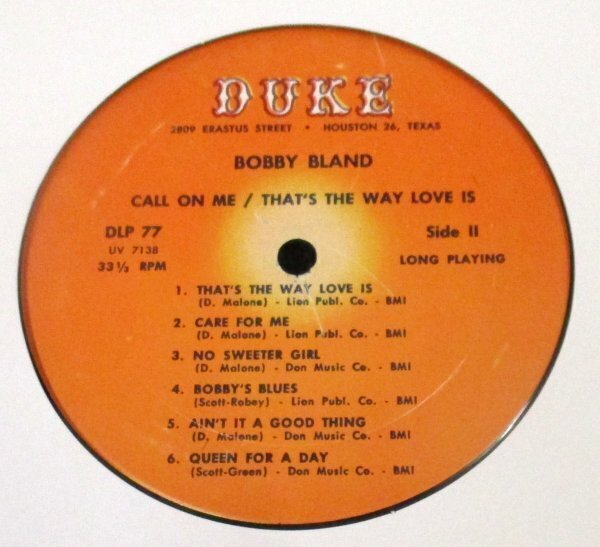 DUKE
2809 ERASTUS STREET • HOUSTON 26, TEXAS
BOBBY BLAND
CALL ON ME / THAT'S THE WAY LOVE IS
DLP 77 Side II
UV 7138
33⅓ RPM LONG PLAYING
1. THAT'S THE WAY LOVE IS
(D. Malone) - Lion Publ. Co. - BMI
2. CARE FOR ME
(D. Malone) - Lion Publ. Co. - BMI
3. NO SWEETER GIRL
(D. Malone) - Don Music Co. - BMI
4. BOBBY'S BLUES
(Scott-Robey) - Lion Publ. Co. - BMI
5. AIN'T IT A GOOD THING
(D. Malone) - Don Music Co. - BMI
6. QUEEN FOR A DAY
(Scott-Green) - Don Music Co. - BMI